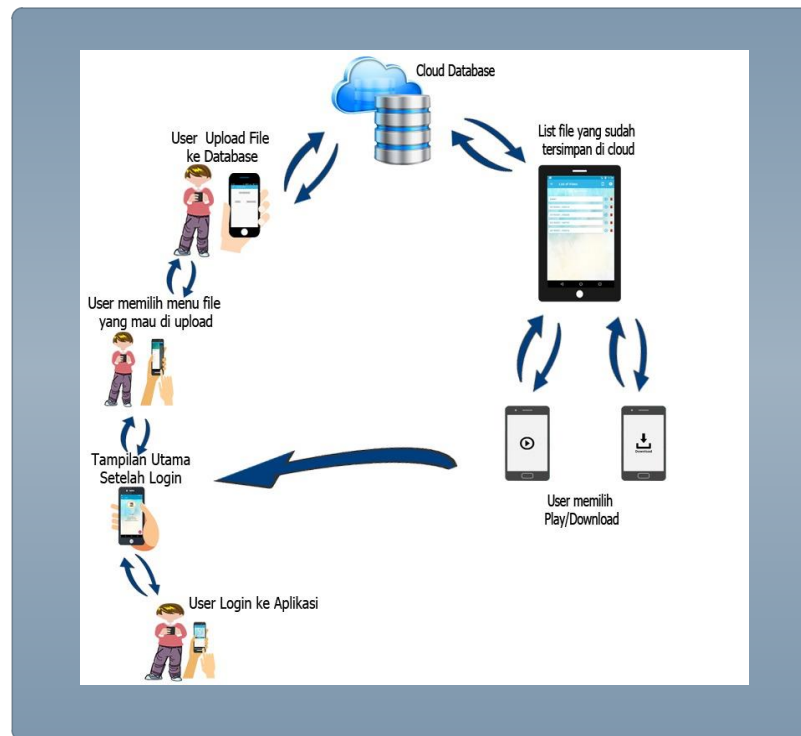 Cloud Database
User Upload File
ke Database
List file yang sudah
tersimpan di cloud
User memilih menu file
yang mau di upload
Tampilan Utama
Setelah Login
Download
User memilih
Play/Download
User Login ke Aplikasi